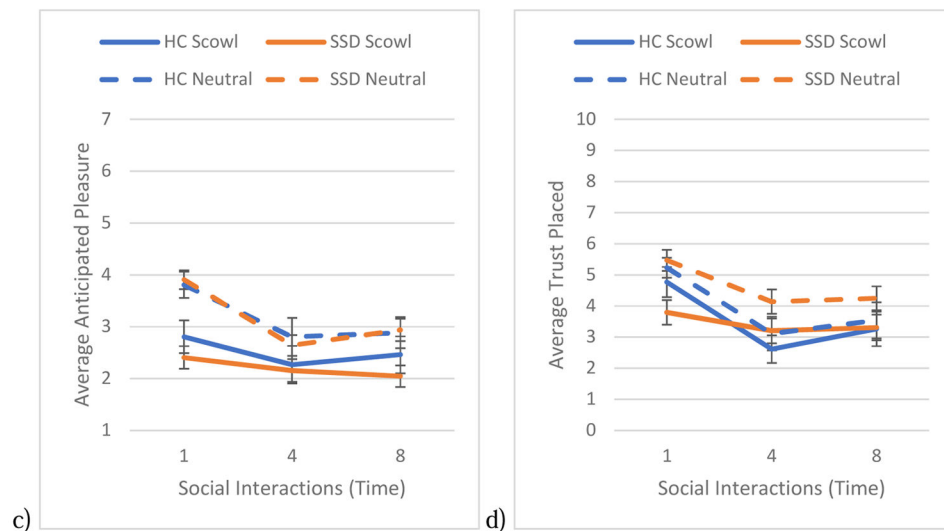 HC Scowl SSD Scowl
HC Neutral SSD Neutral
7
6
5
4
3
2
1
Average Anticipated Pleasure
1 4 8
Social Interactions (Time)
c)
HC Scowl SSD Scowl
HC Neutral SSD Neutral
10
9
8
7
6
5
4
3
2
1
0
Average Trust Placed
1 4 8
Social Interactions (Time)
d)